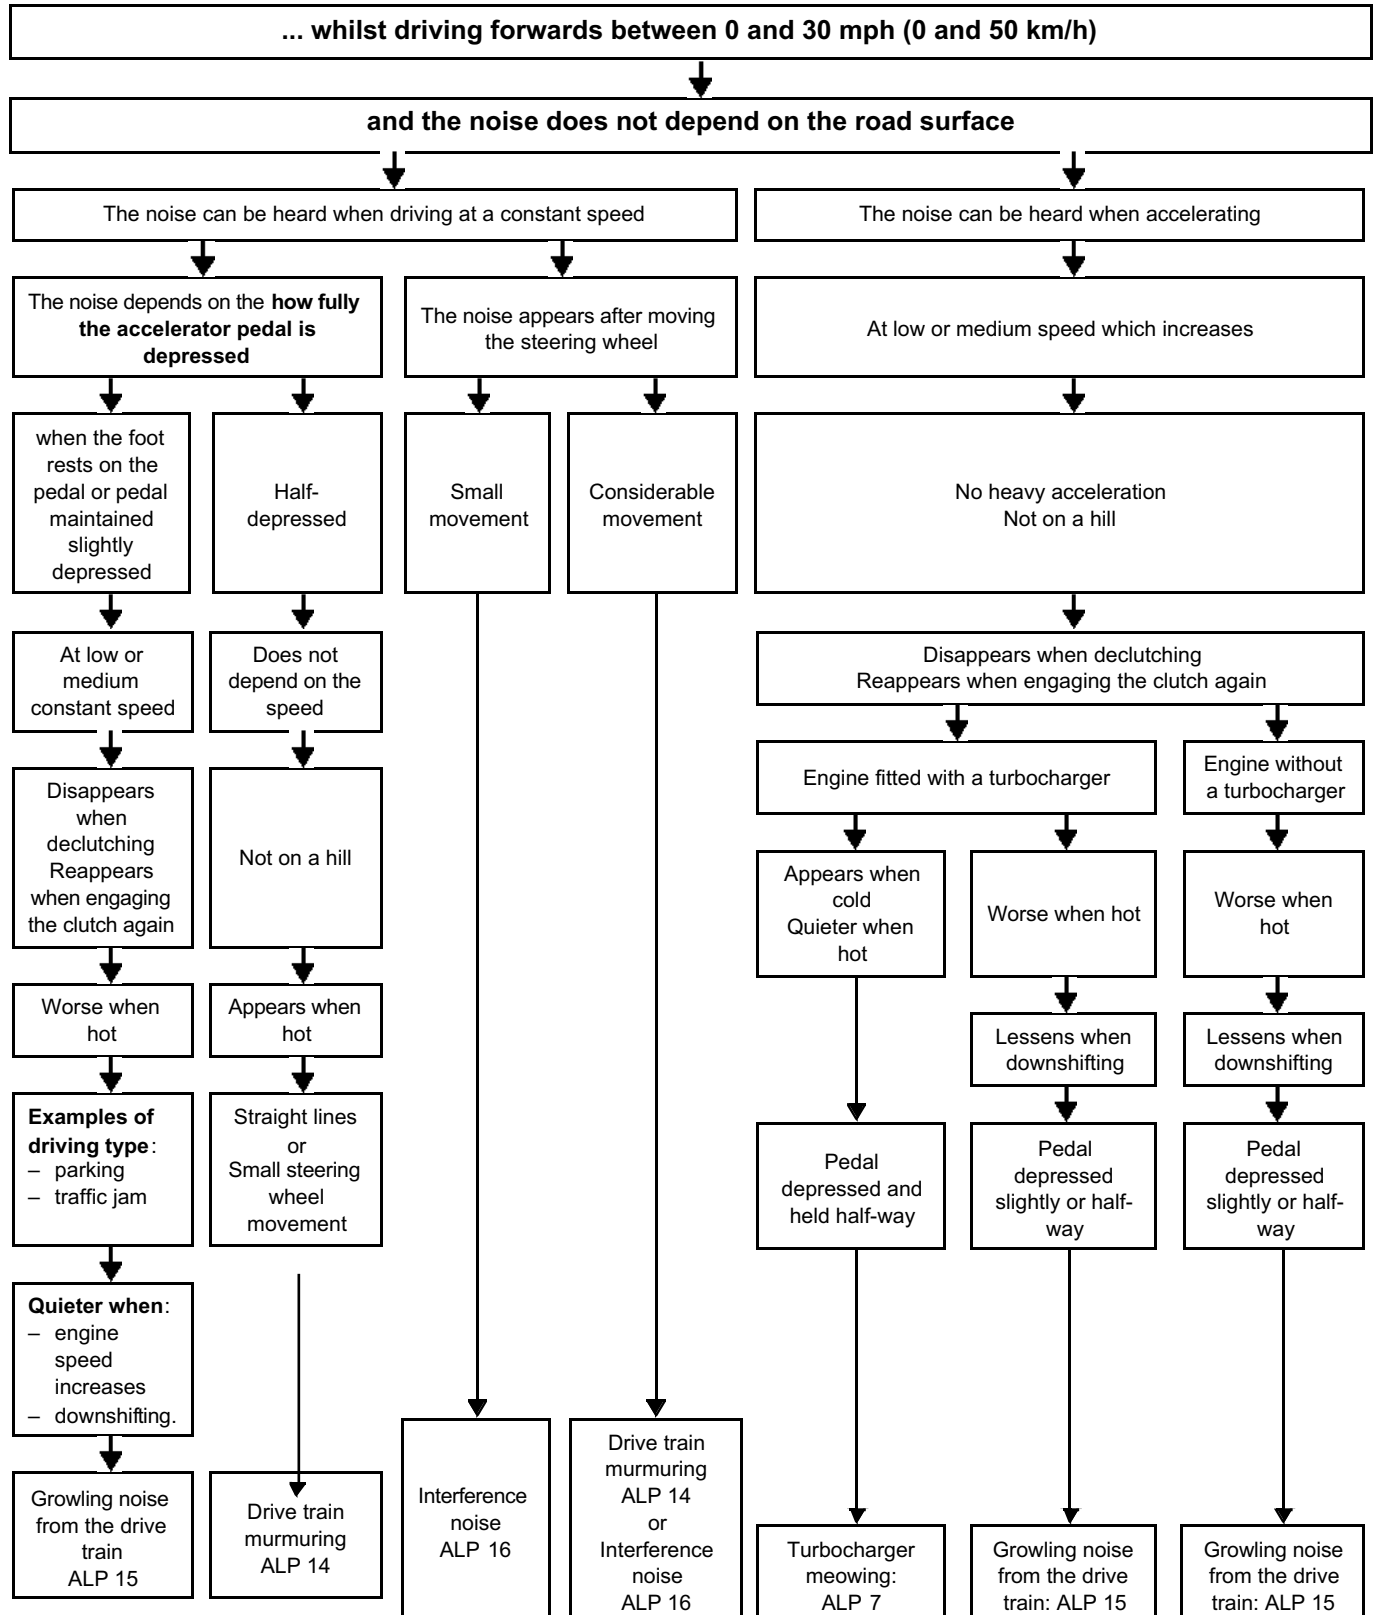 ... whilst driving forwards between 0 and 30 mph (0 and 50 km/h)
and the noise does not depend on the road surface
The noise can be heard when driving at a constant speed
The noise can be heard when accelerating
The noise depends on the how fully
the accelerator pedal is
depressed
The noise appears after moving
the steering wheel
At low or medium speed which increases
when the foot
rests on the
pedal or pedal
maintained
slightly
depressed
Half-
depressed
Small
movement
Considerable
movement
No heavy acceleration
Not on a hill
At low or
medium
constant speed
Does not
depend on the
speed
Disappears when declutching
Reappears when engaging the clutch again
Engine fitted with a turbocharger
Engine without
a turbocharger
Disappears
when
declutching
Reappears
when engaging
the clutch again
Not on a hill
Appears when
cold
Quieter when
hot
Worse when hot
Worse when
hot
Worse when
hot
Appears when
hot
Lessens when
downshifting
Lessens when
downshifting
Examples of
driving type:
– parking
– traffic jam
Straight lines
or
Small steering
wheel
movement
Pedal
depressed and
held half-way
Pedal
depressed
slightly or half-
way
Pedal
depressed
slightly or half-
way
Quieter when:
– engine
speed
increases
– downshifting.
Growling noise
from the drive
train
ALP 15
Drive train
murmuring
ALP 14
Interference
noise
ALP 16
Drive train
murmuring
ALP 14
or
Interference
noise
ALP 16
Turbocharger
meowing:
ALP 7
Growling noise
from the drive
train: ALP 15
Growling noise
from the drive
train: ALP 15